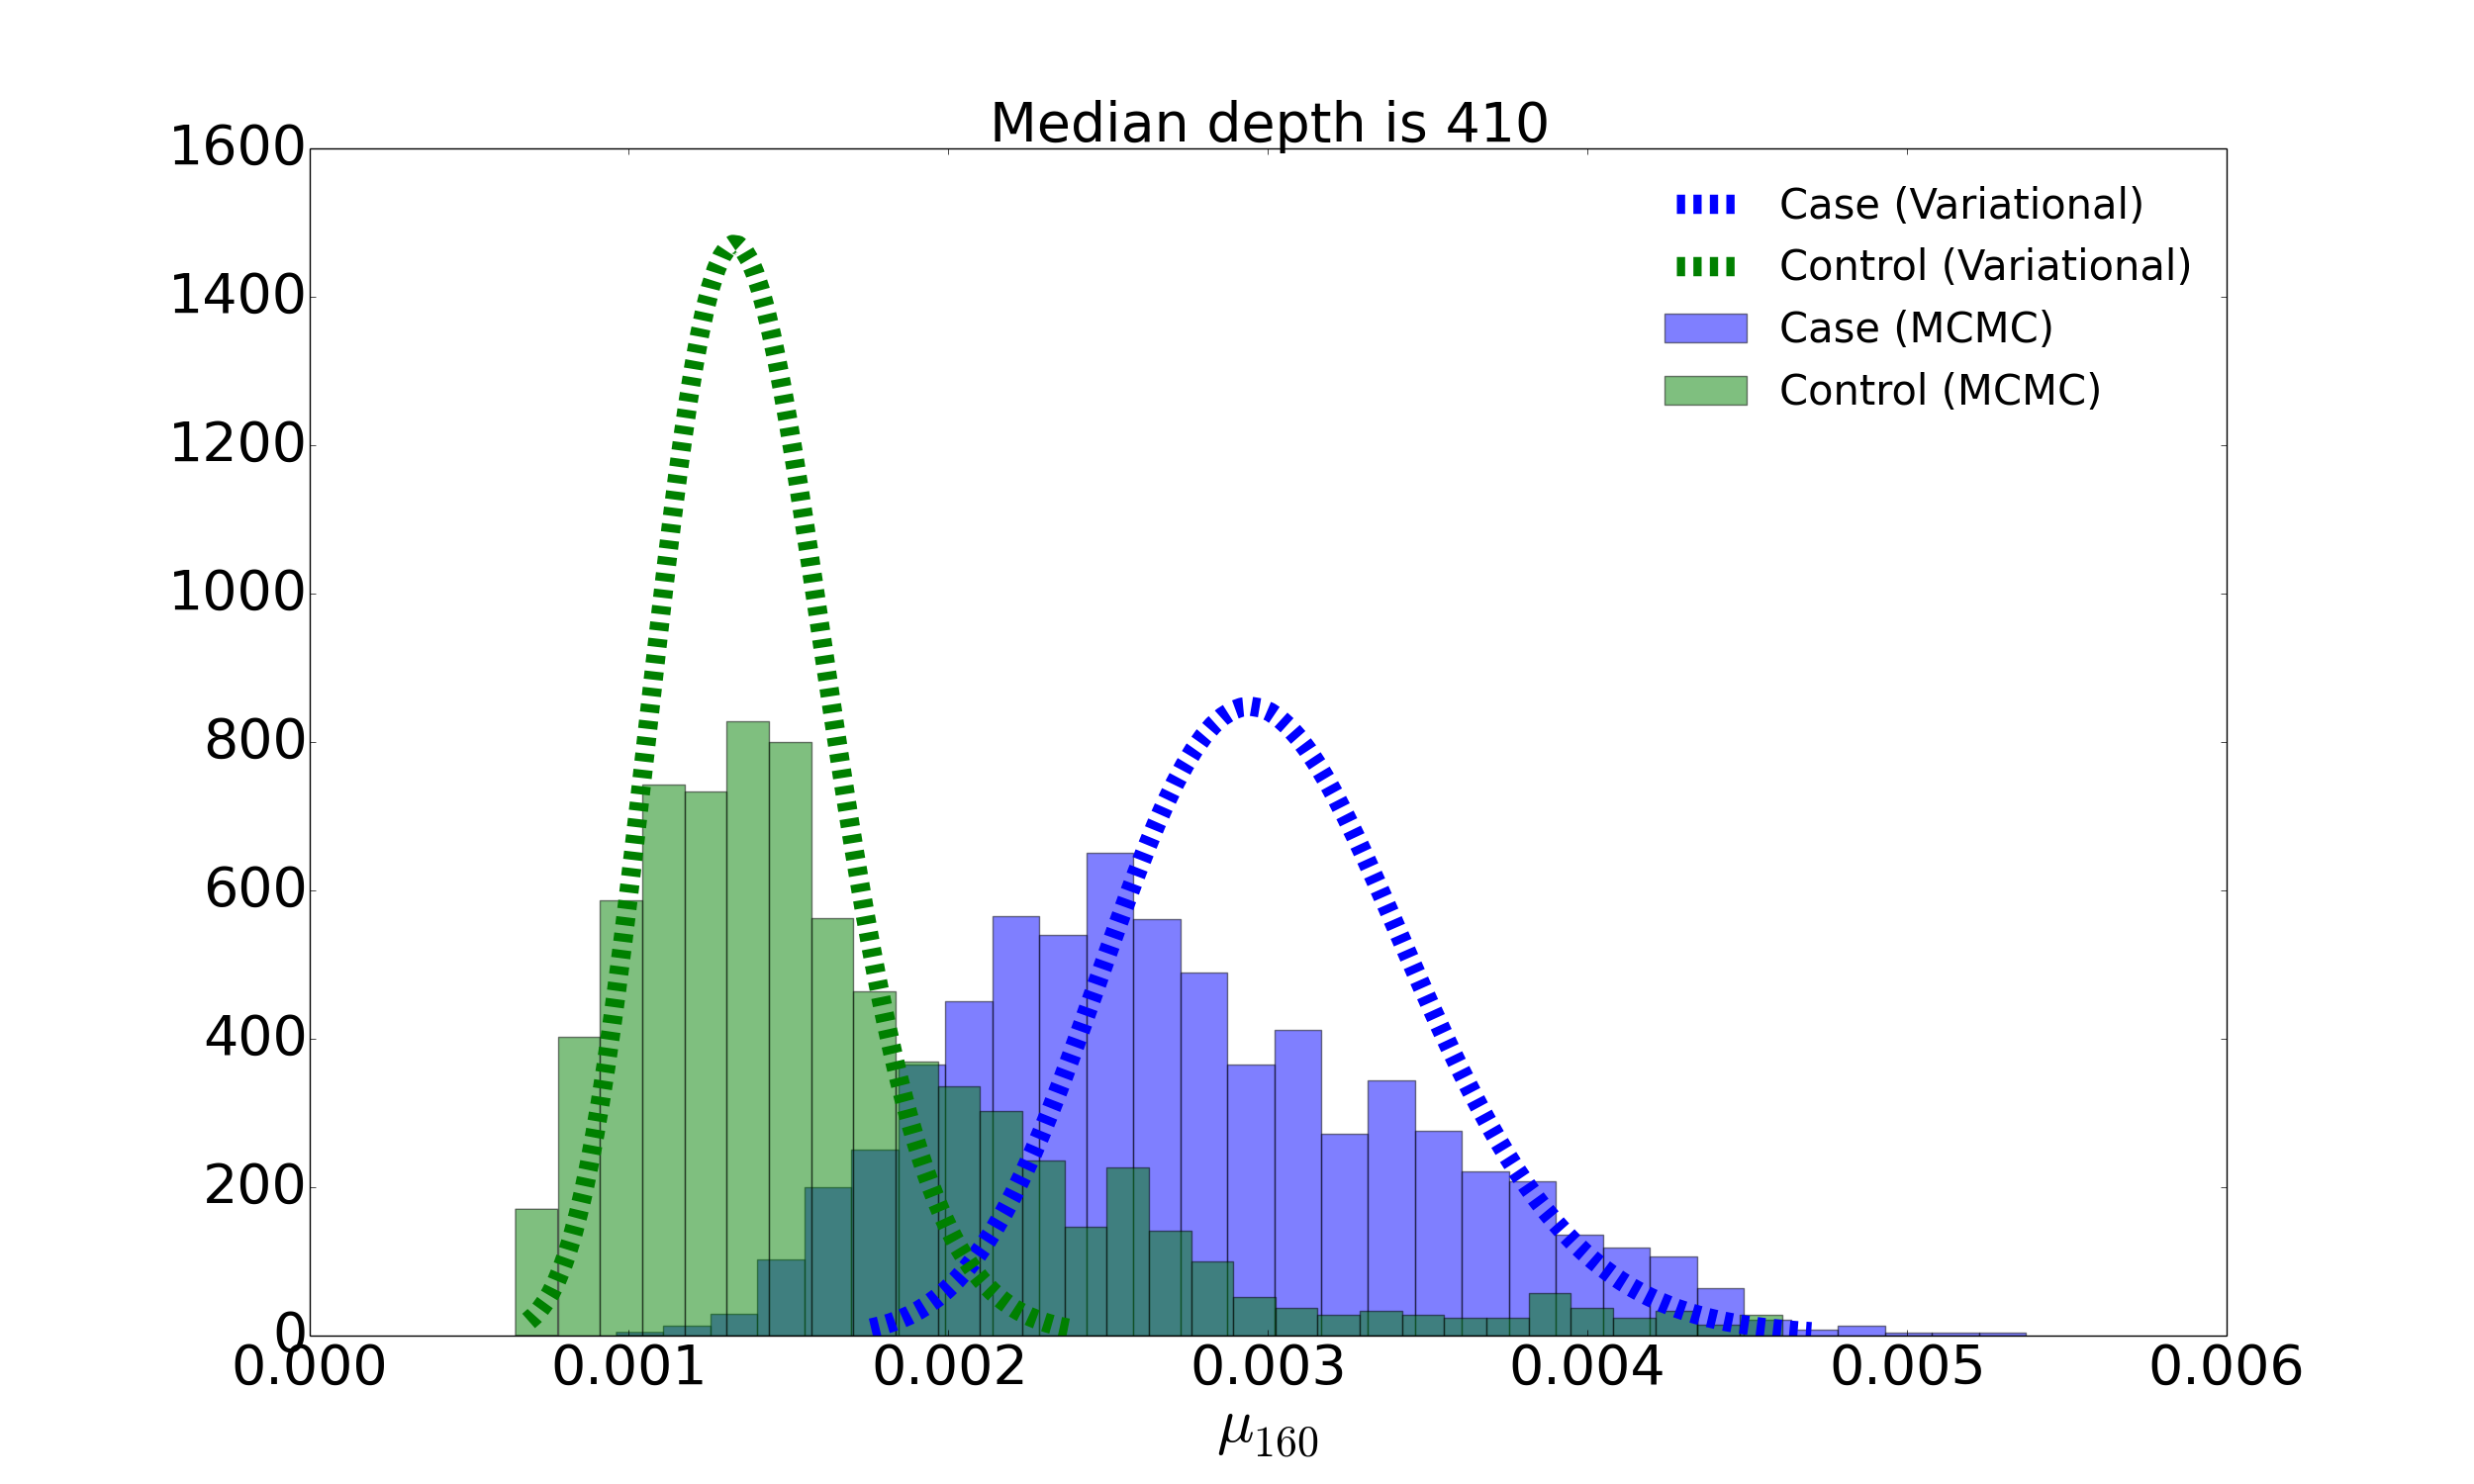 Median depth is 410
1600
1400
1200
1000
800
600
400
200
0
Case (Variational)
Control (Variational)
Case (MCMC)
Control (MCMC)
0.000 0.001 0.002 0.003 0.004 0.005 0.006
μ160